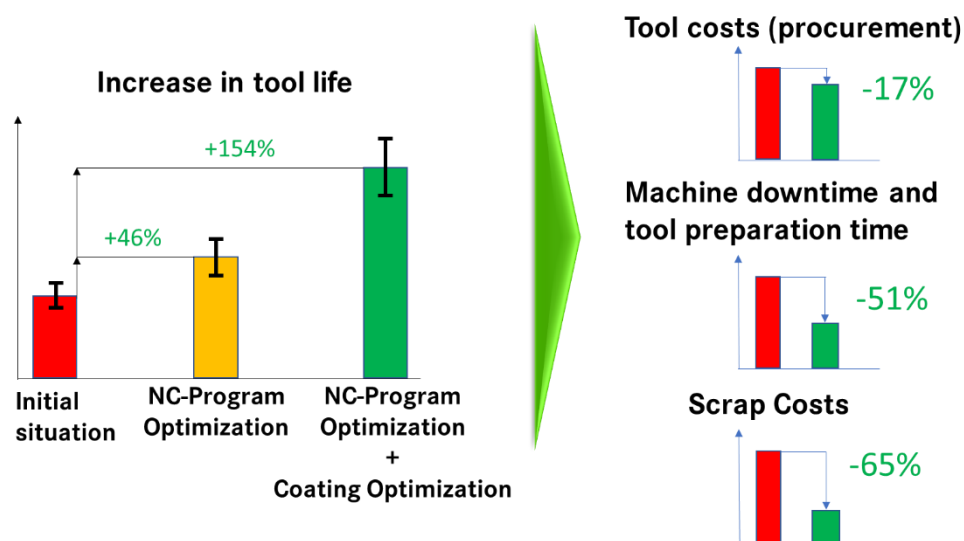 Increase in tool life
+154%
+46%
Initial
situation
NC-Program
Optimization
NC-Program
Optimization
+
Coating Optimization
Tool costs (procurement)
-17%
Machine downtime and
tool preparation time
-51%
Scrap Costs
-65%